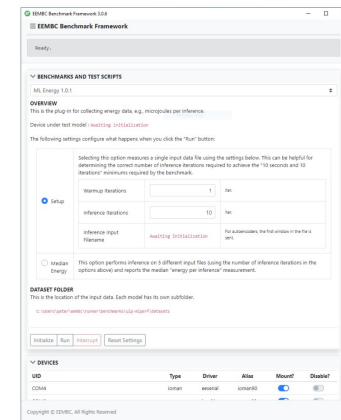 EEMBC Benchmark Framework 3.0.6
EEMBC Benchmark Framework
Ready.
BENCHMARKS AND TEST SCRIPTS
ML Energy 1.0.1
OVERVIEW
This is the plug-in for collecting energy data, e.g., microjoules per inference.
Device under test model: Awaiting initialization
The following settings configure what happens when you click the "Run" button:
Setup
Selecting this option measures a single input data file using the settings below. This can be helpful for
determining the correct number of inference iterations required to achieve the "10 seconds and 10
iterations" minimums required by the benchmark.
Warmup Iterations 1 iter.
Inference Iterations 10 iter.
Inference Input
Filename
Awaiting Initialization
For autoencoders, the first window in the file is
sent.
Median
Energy
This option performs inference on 5 different input files (using the number of inference iterations in the
options above) and reports the median "energy per inference" measurement.
DATASET FOLDER
This is the location of the input data. Each model has its own subfolder.
Initialize Run Interrupt Reset Settings
DEVICES
UID Type Driver Alias Mount? Disable?
COM4 ioman eeserial ioman90
Copyright © EEMBC, All Rights Reserved